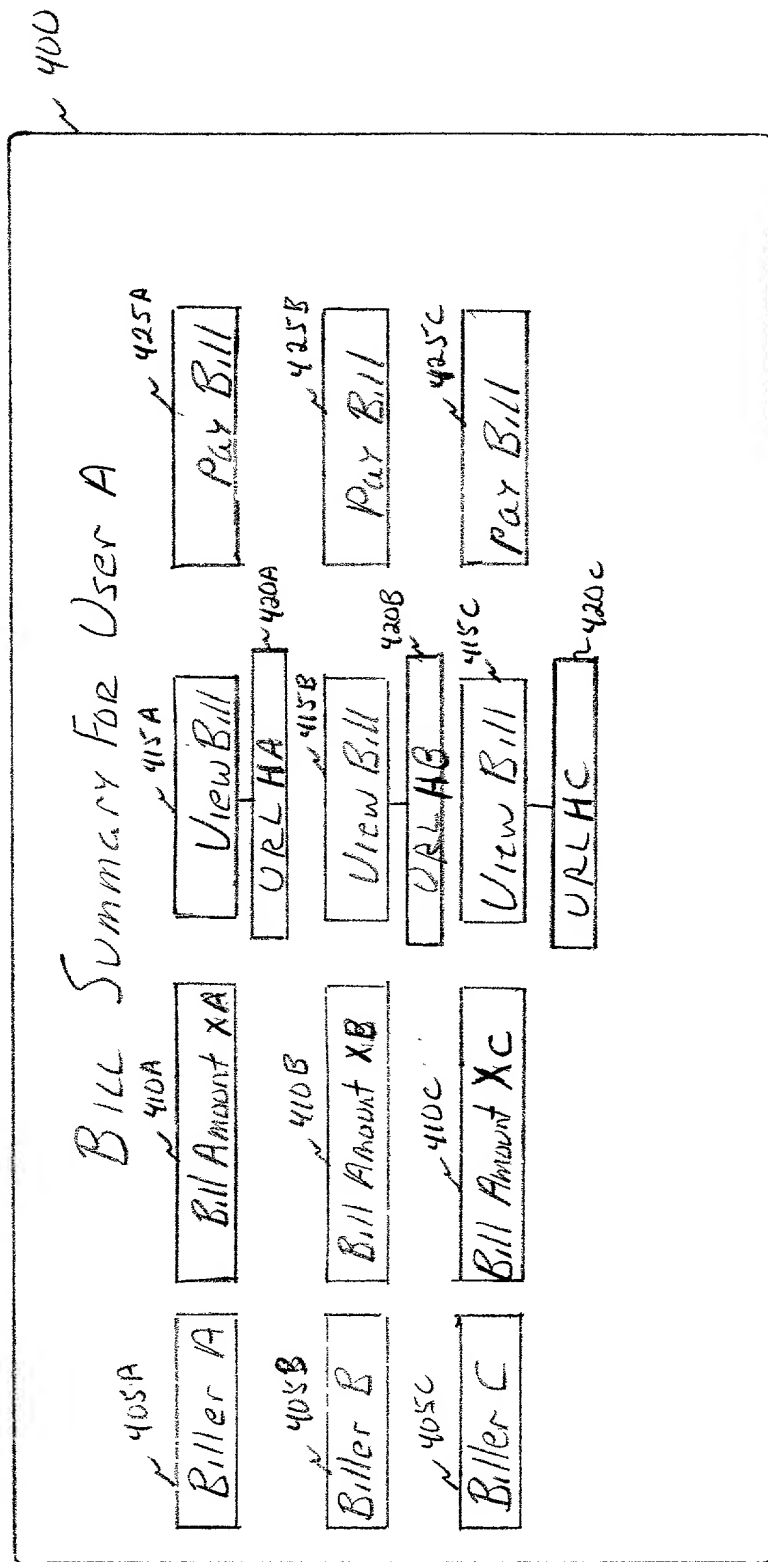 400
BILL SUMMARY FOR User A
405A 410A 415A 425A
Biller A Bill Amount XA View Bill Pay Bill
URL HA 420A
405B 410B 415B 425B
Biller B Bill Amount XB View Bill Pay Bill
URL HB 420B
405C 410C 415C 425C
Biller C Bill Amount XC View Bill Pay Bill
URL HC 420C